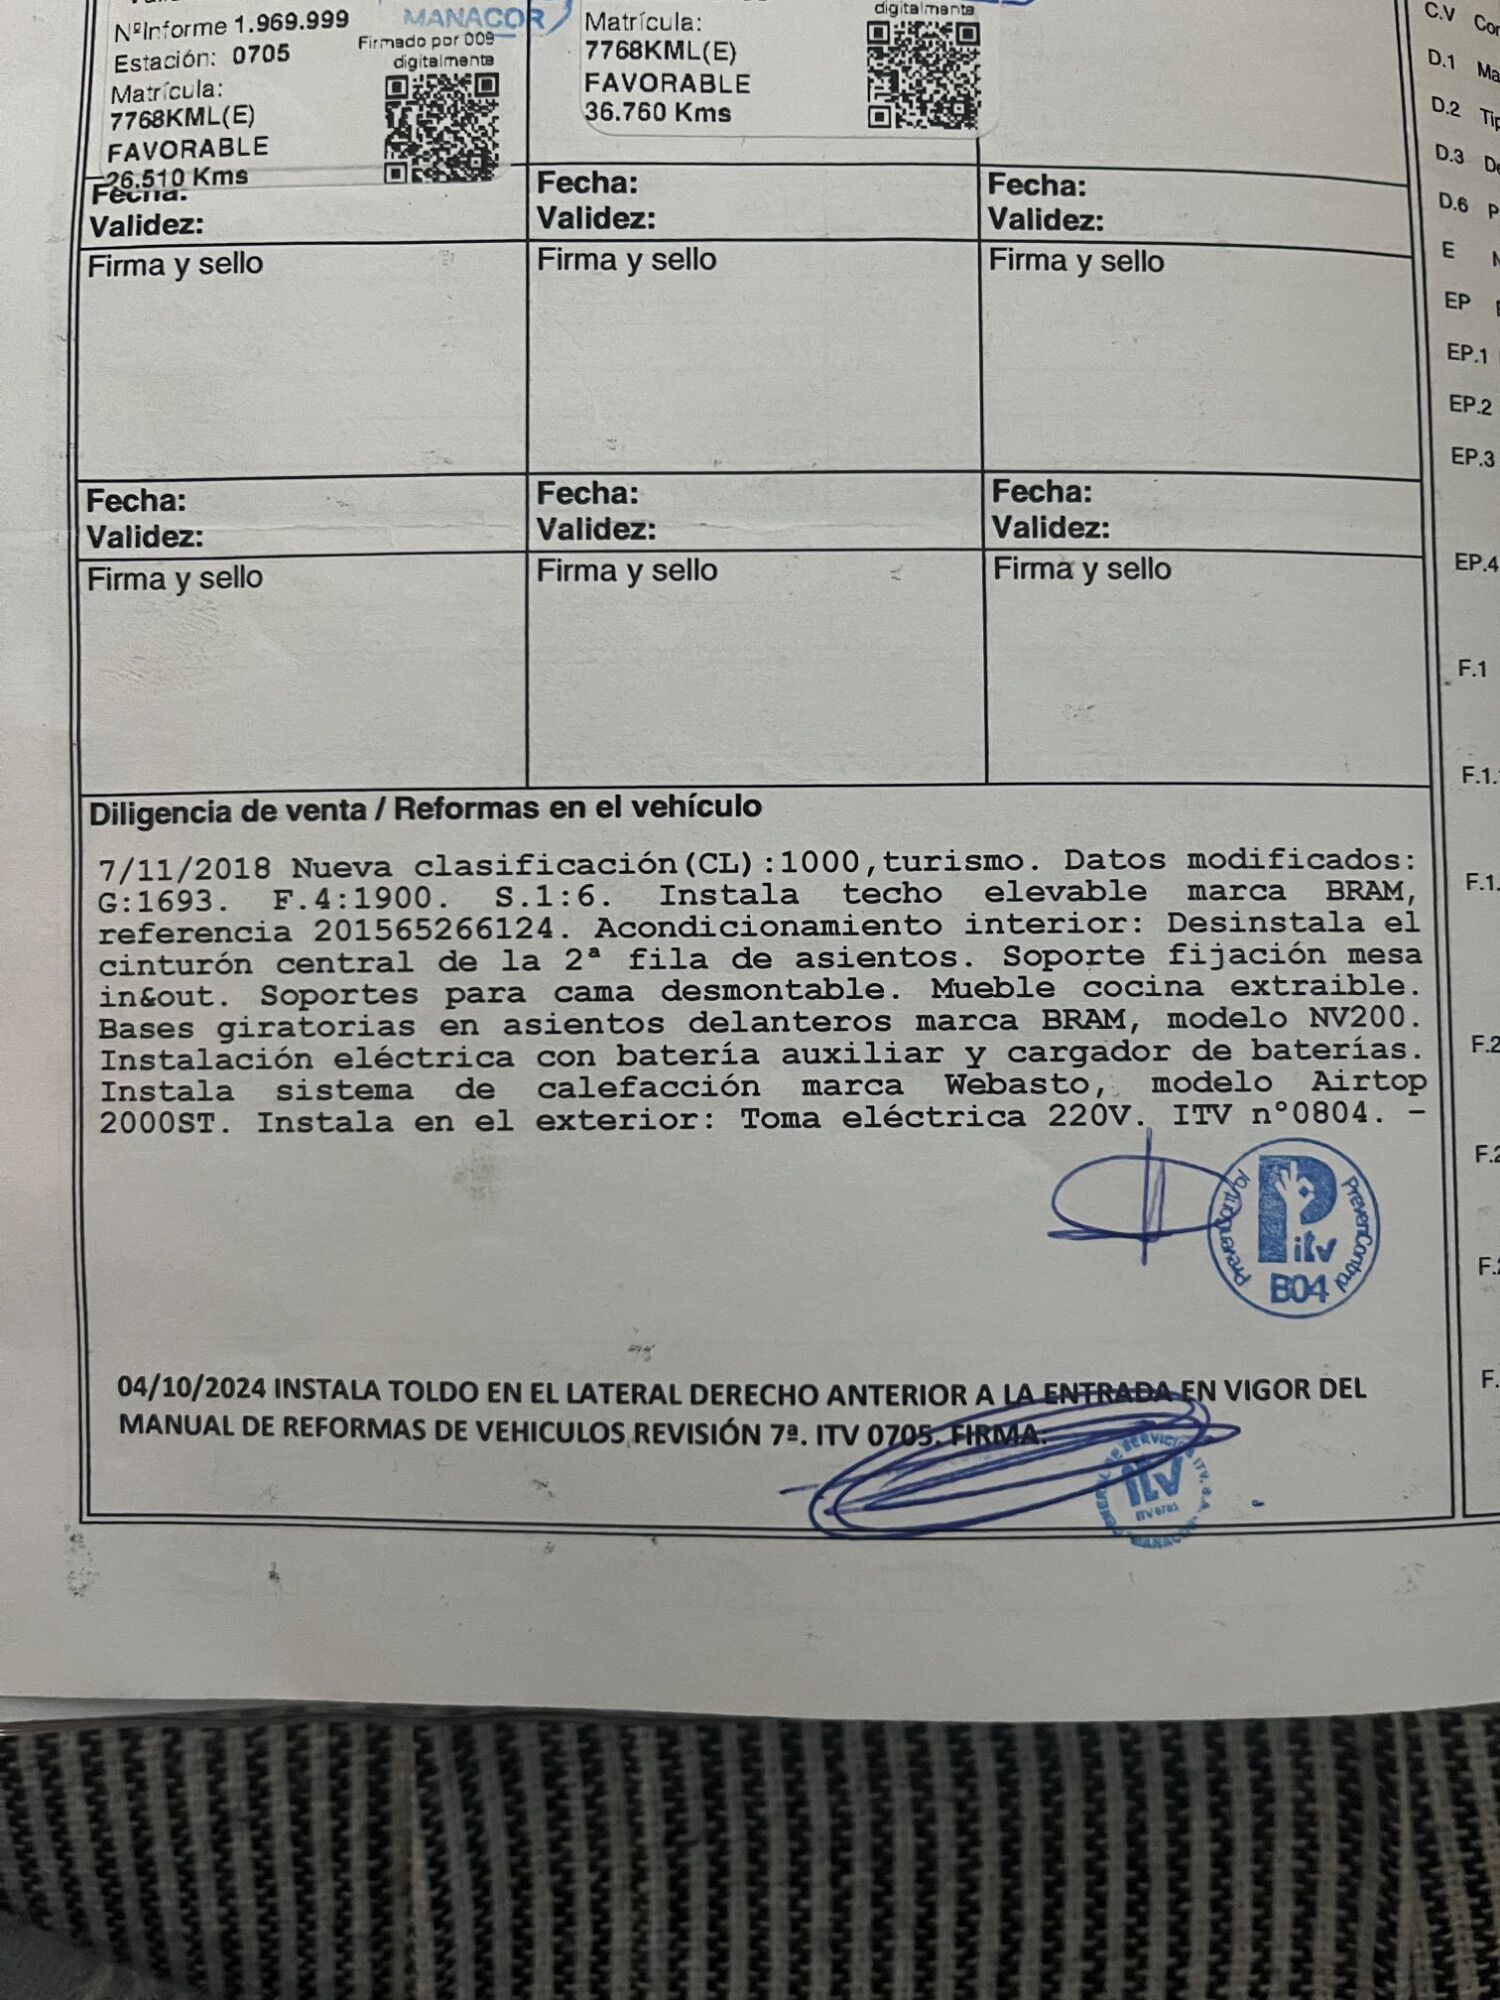 NºInforme 1.969.999
Estación: 0705
Matrícula:
7768KML(E)
FAVORABLE
26.510 Kms
MANACOR
Firmado por 009
digitalmente
Matrícula:
7768KML(E)
FAVORABLE
36.760 Kms
digitalmente
Fecha:
Validez:
Fecha:
Validez:
Fecha:
Validez:
Firma y sello
Firma y sello
Firma y sello
Fecha:
Validez:
Fecha:
Validez:
Fecha:
Validez:
Firma y sello
Firma y sello
Firma y sello
Diligencia de venta / Reformas en el vehículo
7/11/2018 Nueva clasificación(CL):1000,turismo. Datos modificados:
G:1693. F.4:1900. S.1:6. Instala techo elevable marca BRAM,
referencia 201565266124. Acondicionamiento interior: Desinstala el
cinturón central de la 2ª fila de asientos. Soporte fijación mesa
in&out. Soportes para cama desmontable. Mueble cocina extraible.
Bases giratorias en asientos delanteros marca BRAM, modelo NV200.
Instalación eléctrica con batería auxiliar y cargador de baterías.
Instala sistema de calefacción marca Webasto, modelo Airtop
2000ST. Instala en el exterior: Toma eléctrica 220V. ITV nº0804. -
PrevenControl
PrevenControl
P
itv
B04
04/10/2024 INSTALA TOLDO EN EL LATERAL DERECHO ANTERIOR A LA ENTRADA EN VIGOR DEL
MANUAL DE REFORMAS DE VEHICULOS REVISIÓN 7ª. ITV 0705. FIRMA:
GENERAL DE SERVICIOS ITV, S.A.
itv
MANACOR
C.V
D.1
D.2
D.3
D.6
E
EP
EP.1
EP.2
EP.3
EP.4
F.1